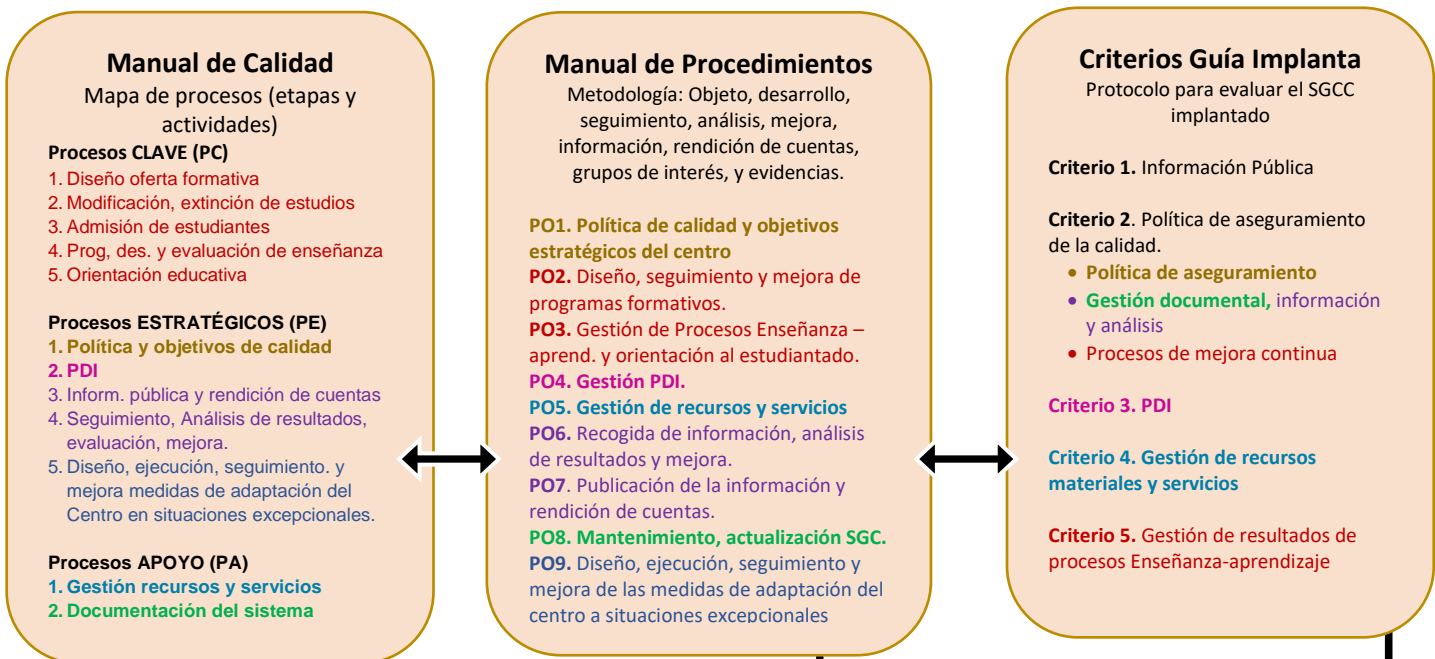 Manual de Calidad
Mapa de procesos (etapas y
actividades)
Procesos CLAVE (PC)
1. Diseño oferta formativa
2. Modificación, extinción de estudios
3. Admisión de estudiantes
4. Prog, des. y evaluación de enseñanza
5. Orientación educativa
Procesos ESTRATÉGICOS (PE)
1. Política y objetivos de calidad
2. PDI
3. Inform. pública y rendición de cuentas
4. Seguimiento, Análisis de resultados,
evaluación, mejora.
5. Diseño, ejecución, seguimiento. y
mejora medidas de adaptación del
Centro en situaciones excepcionales.
Procesos APOYO (PA)
1. Gestión recursos y servicios
2. Documentación del sistema
Manual de Procedimientos
Metodología: Objeto, desarrollo,
seguimiento, análisis, mejora,
información, rendición de cuentas,
grupos de interés, y evidencias.
PO1. Política de calidad y objetivos
estratégicos del centro
PO2. Diseño, seguimiento y mejora de
programas formativos.
PO3. Gestión de Procesos Enseñanza –
aprend. y orientación al estudiantado.
PO4. Gestión PDI.
PO5. Gestión de recursos y servicios
PO6. Recogida de información, análisis
de resultados y mejora.
PO7. Publicación de la información y
rendición de cuentas.
PO8. Mantenimiento, actualización SGC.
PO9. Diseño, ejecución, seguimiento y
mejora de las medidas de adaptación del
centro a situaciones excepcionales
Criterios Guía Implanta
Protocolo para evaluar el SGCC
implantado
Criterio 1. Información Pública
Criterio 2. Política de aseguramiento
de la calidad.
• Política de aseguramiento
• Gestión documental, información
y análisis
• Procesos de mejora continua
Criterio 3. PDI
Criterio 4. Gestión de recursos
materiales y servicios
Criterio 5. Gestión de resultados de
procesos Enseñanza-aprendizaje